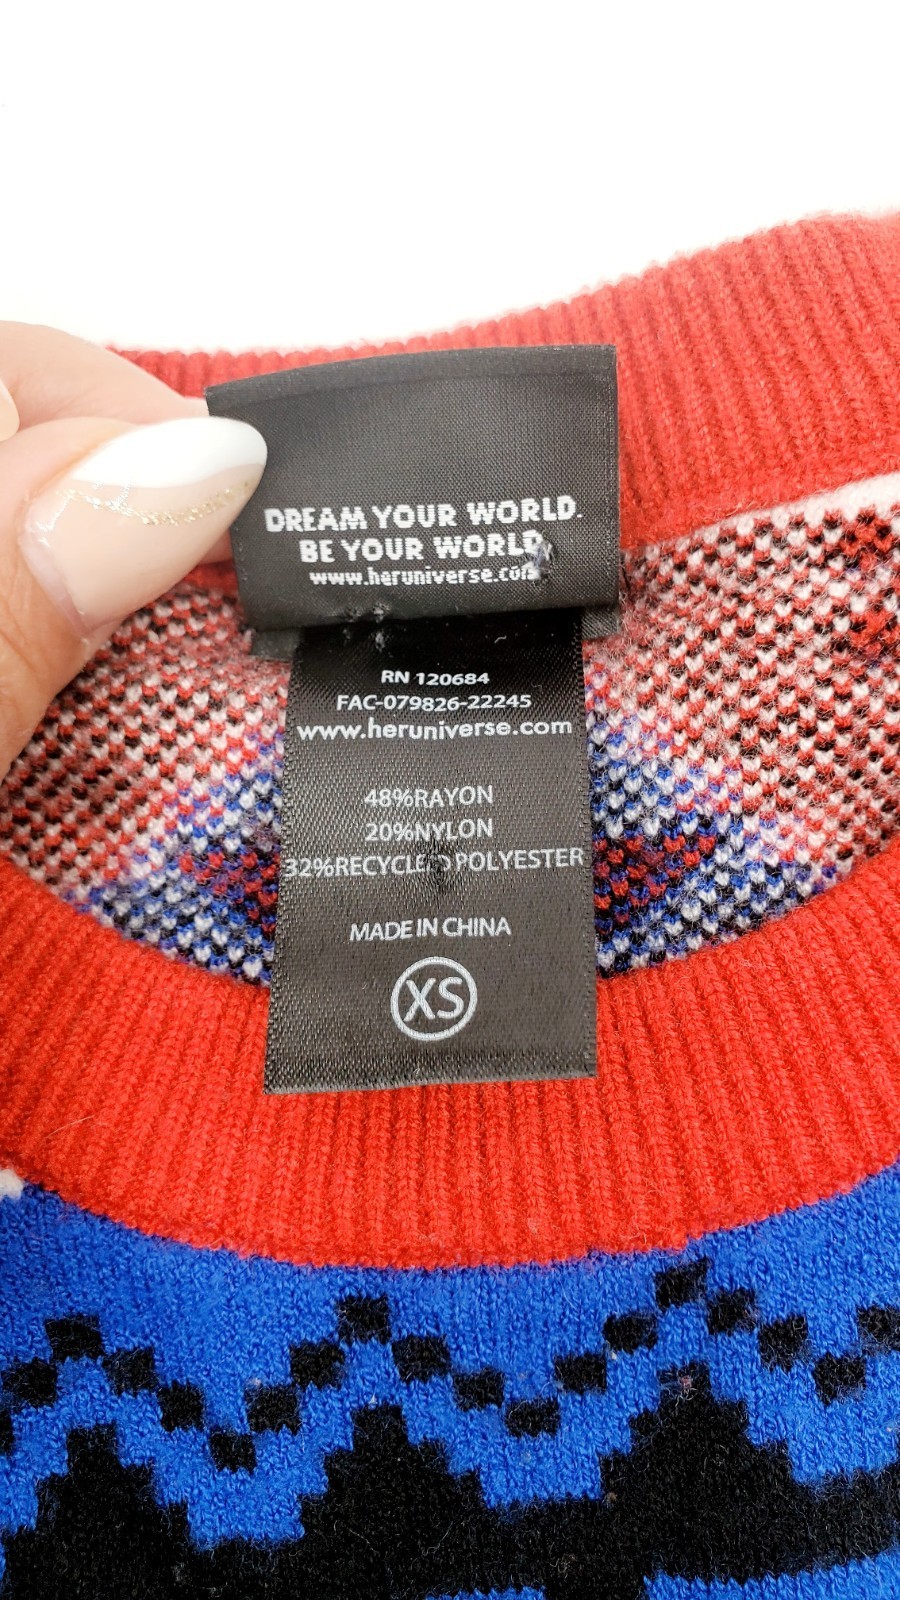 DREAM YOUR WORLD.
BE YOUR WORLD.
www.heruniverse.com
RN 120684
FAC-079826-22245
www.heruniverse.com
48%RAYON
20%NYLON
32%RECYCLED POLYESTER
MADE IN CHINA
XS